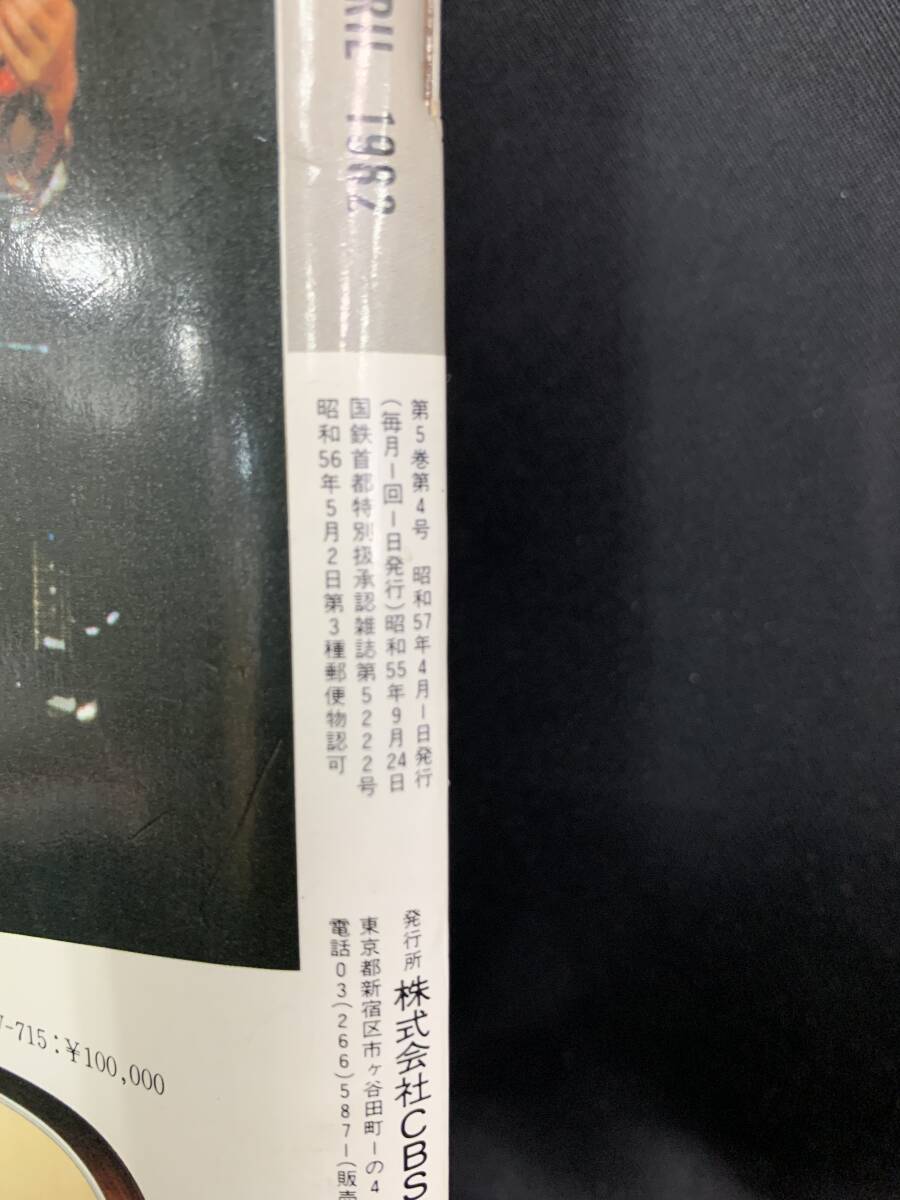 RIL 1982
第5巻第4号 昭和57年4月1日発行
(毎月1回1日発行)昭和55年9月24日
国鉄首都特別扱承認雑誌第5222号
昭和56年5月2日第3種郵便物認可
発行所 株式会社CBS
東京都新宿区市ヶ谷田町1の4
電話03(266)5871(販売
-715:¥100,000